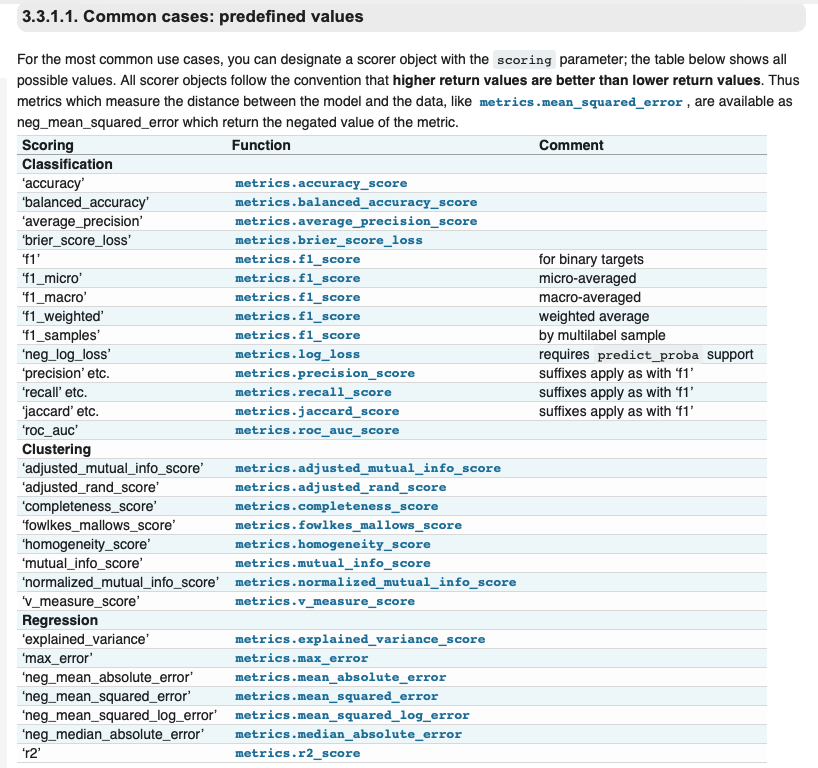 3.3.1.1. Common cases: predefined values
For the most common use cases, you can designate a scorer object with the scoring parameter; the table below shows all
possible values. All scorer objects follow the convention that higher return values are better than lower return values. Thus
metrics which measure the distance between the model and the data, like metrics.mean_squared_error , are available as
neg_mean_squared_error which return the negated value of the metric.
Scoring Function Comment
Classification
‘accuracy’ metrics.accuracy_score
‘balanced_accuracy’ metrics.balanced_accuracy_score
‘average_precision’ metrics.average_precision_score
‘brier_score_loss’ metrics.brier_score_loss
‘f1’ metrics.f1_score for binary targets
‘f1_micro’ metrics.f1_score micro-averaged
‘f1_macro’ metrics.f1_score macro-averaged
‘f1_weighted’ metrics.f1_score weighted average
‘f1_samples’ metrics.f1_score by multilabel sample
‘neg_log_loss’ metrics.log_loss requires predict_proba support
‘precision’ etc. metrics.precision_score suffixes apply as with ‘f1’
‘recall’ etc. metrics.recall_score suffixes apply as with ‘f1’
‘jaccard’ etc. metrics.jaccard_score suffixes apply as with ‘f1’
‘roc_auc’ metrics.roc_auc_score
Clustering
‘adjusted_mutual_info_score’ metrics.adjusted_mutual_info_score
‘adjusted_rand_score’ metrics.adjusted_rand_score
‘completeness_score’ metrics.completeness_score
‘fowlkes_mallows_score’ metrics.fowlkes_mallows_score
‘homogeneity_score’ metrics.homogeneity_score
‘mutual_info_score’ metrics.mutual_info_score
‘normalized_mutual_info_score’ metrics.normalized_mutual_info_score
‘v_measure_score’ metrics.v_measure_score
Regression
‘explained_variance’ metrics.explained_variance_score
‘max_error’ metrics.max_error
‘neg_mean_absolute_error’ metrics.mean_absolute_error
‘neg_mean_squared_error’ metrics.mean_squared_error
‘neg_mean_squared_log_error’ metrics.mean_squared_log_error
‘neg_median_absolute_error’ metrics.median_absolute_error
‘r2’ metrics.r2_score